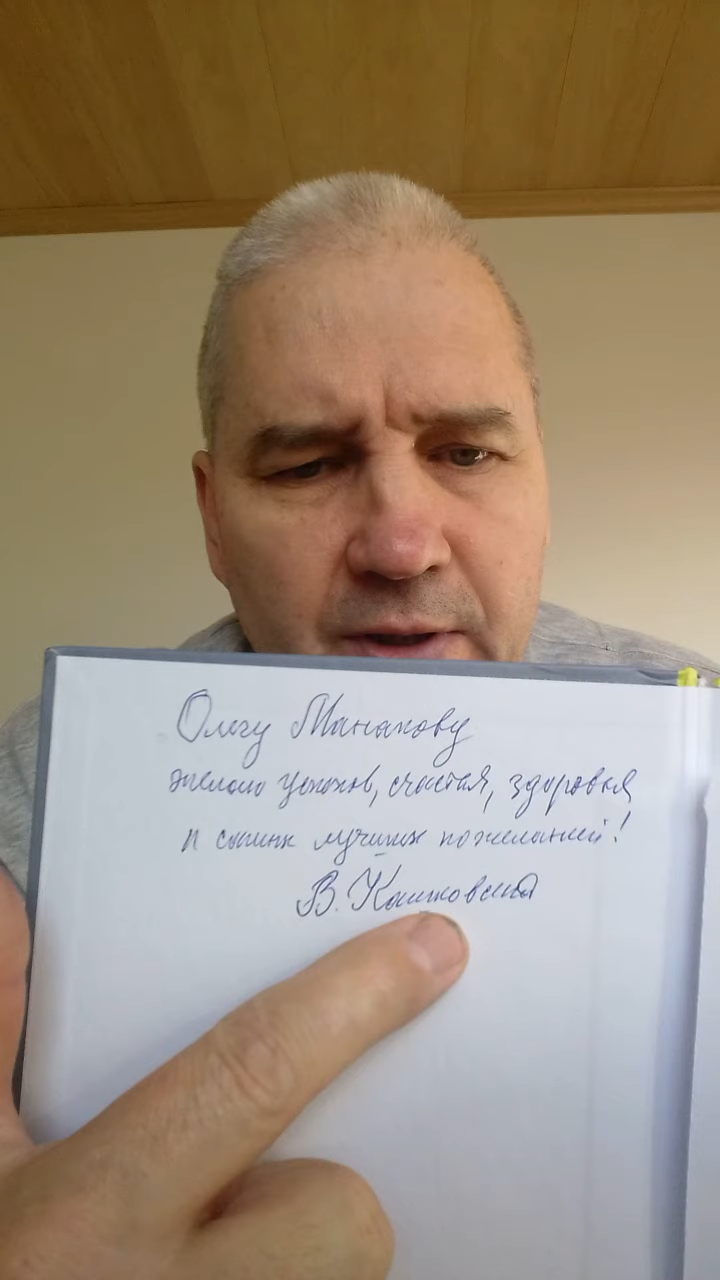 Олегу Манакову
желаю успехов, счастья, здоровья
и самых лучших пожеланий!
В.